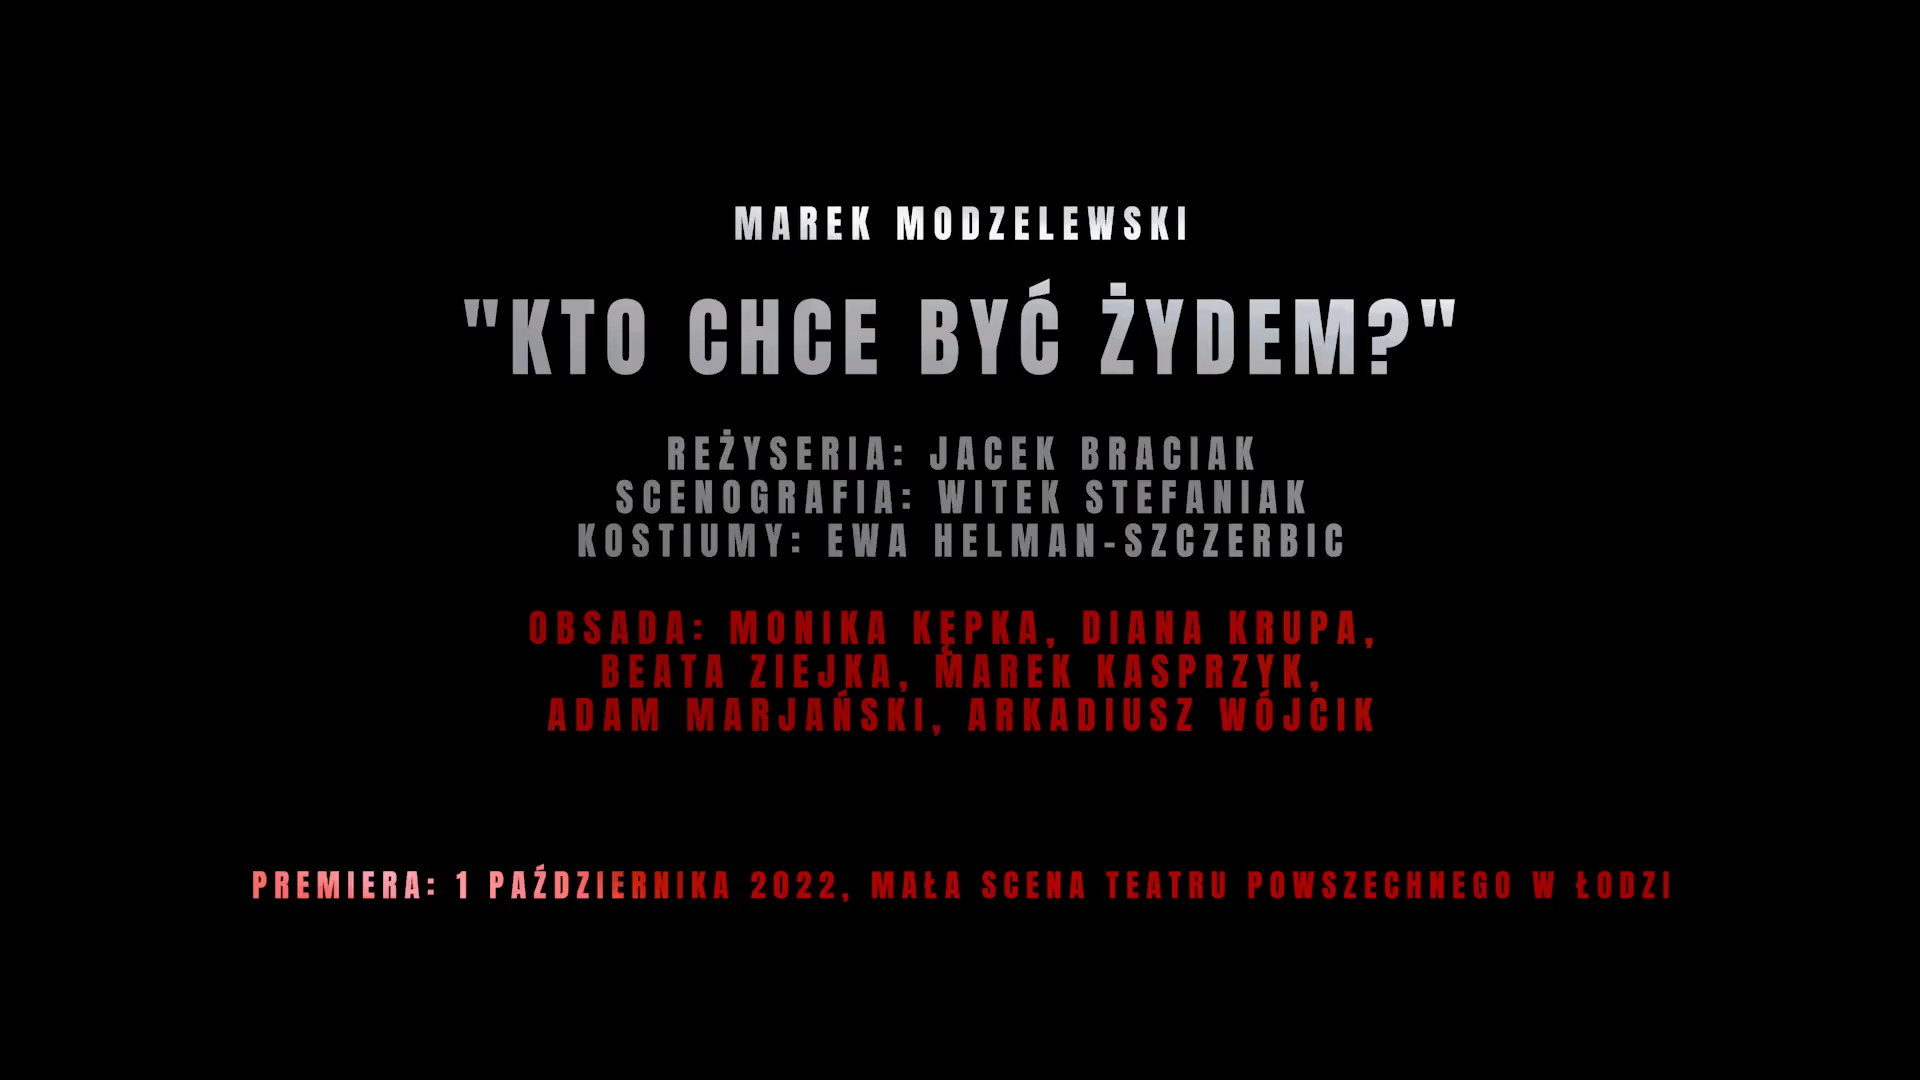 MAREK MODZELEWSKI
"KTO CHCE BYĆ ŻYDEM?"
REŻYSERIA: JACEK BRACIAK
SCENOGRAFIA: WITEK STEFANIAK
KOSTIUMY: EWA HELMAN-SZCZERBIC
OBSADA: MONIKA KĘPKA, DIANA KRUPA,
BEATA ZIEJKA, MAREK KASPRZYK,
ADAM MARJAŃSKI, ARKADIUSZ WÓJCIK
PREMIERA: 1 PAŹDZIERNIKA 2022, MAŁA SCENA TEATRU POWSZECHNEGO W ŁODZI